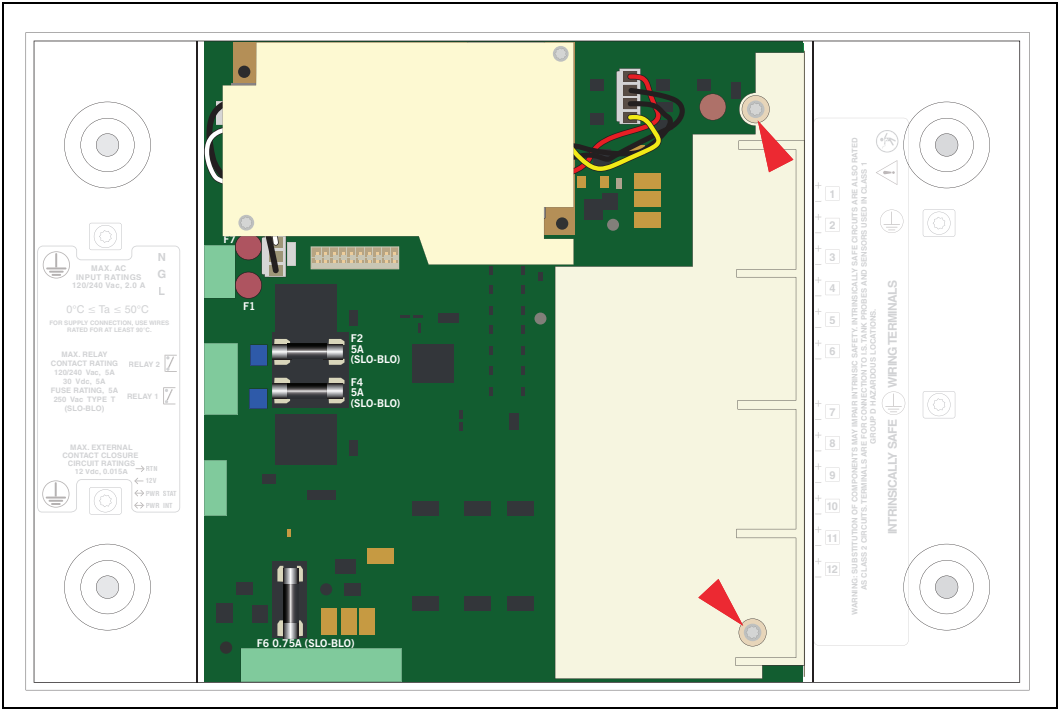 N
G
L
MAX. AC
INPUT RATINGS
120/240 Vac, 2.0 A
0°C ≤ Ta ≤ 50°C
FOR SUPPLY CONNECTION, USE WIRES
RATED FOR AT LEAST 90°C.
MAX. RELAY
CONTACT RATING
120/240 Vac, 5A
30 Vdc, 5A
FUSE RATING, 5A
250 Vac TYPE T
(SLO-BLO)
RELAY 2
RELAY 1
MAX. EXTERNAL
CONTACT CLOSURE
CIRCUIT RATINGS
12 Vdc, 0.015A
RTN
12V
PWR STAT
PWR INT
F7
F1
F2
5A
(SLO-BLO)
F4
5A
(SLO-BLO)
F6 0.75A (SLO-BLO)
+
-
1
+
-
2
+
-
3
+
-
4
+
-
5
+
-
6
+
-
7
+
-
8
+
-
9
+
-
10
+
-
11
+
-
12
WARNING: SUBSTITUTION OF COMPONENTS MAY IMPAIR INTRINSIC SAFETY. INTRINSICALLY SAFE CIRCUITS ARE ALSO RATED
AS CLASS 2 CIRCUITS. TERMINALS ARE FOR CONNECTION TO I.S. TANK PROBES AND SENSORS USED IN CLASS 1
GROUP D HAZARDOUS LOCATIONS.
INTRINSICALLY SAFE WIRING TERMINALS